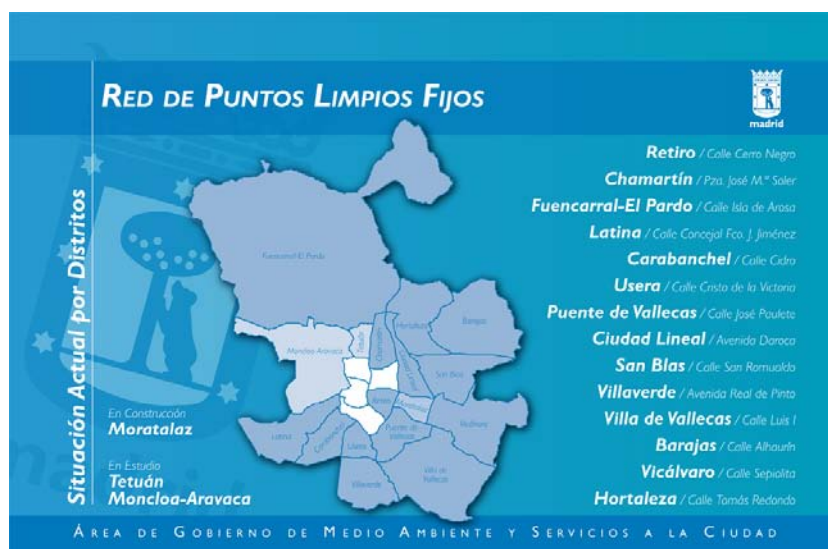 RED DE PUNTOS LIMPIOS FIJOS
madrid
Situación Actual por Distritos
Retiro / Calle Cerro Negro
Chamartín / Pza. José M.ª Soler
Fuencarral-El Pardo / Calle Isla de Arosa
Latina / Calle Concejal Fco. J. Jiménez
Carabanchel / Calle Cidro
Usera / Calle Cristo de la Victoria
Puente de Vallecas / Calle José Paulete
Ciudad Lineal / Avenida Daroca
San Blas / Calle San Romualdo
Villaverde / Avenida Real de Pinto
Villa de Vallecas / Calle Luis I
Barajas / Calle Alhaurín
Vicálvaro / Calle Sepiolita
Hortaleza / Calle Tomás Redondo
Fuencarral-El Pardo
Moncloa-Aravaca
Tetuán
Chamartín
Hortaleza
Barajas
Ciudad Lineal
San Blas
Retiro
Moratalaz
Latina
Carabanchel
Usera
Puente de
Vallecas
Villaverde
Villa de
Vallecas
En Construcción
Moratalaz
En Estudio
Tetuán
Moncloa-Aravaca
ÁREA DE GOBIERNO DE MEDIO AMBIENTE Y SERVICIOS A LA CIUDAD